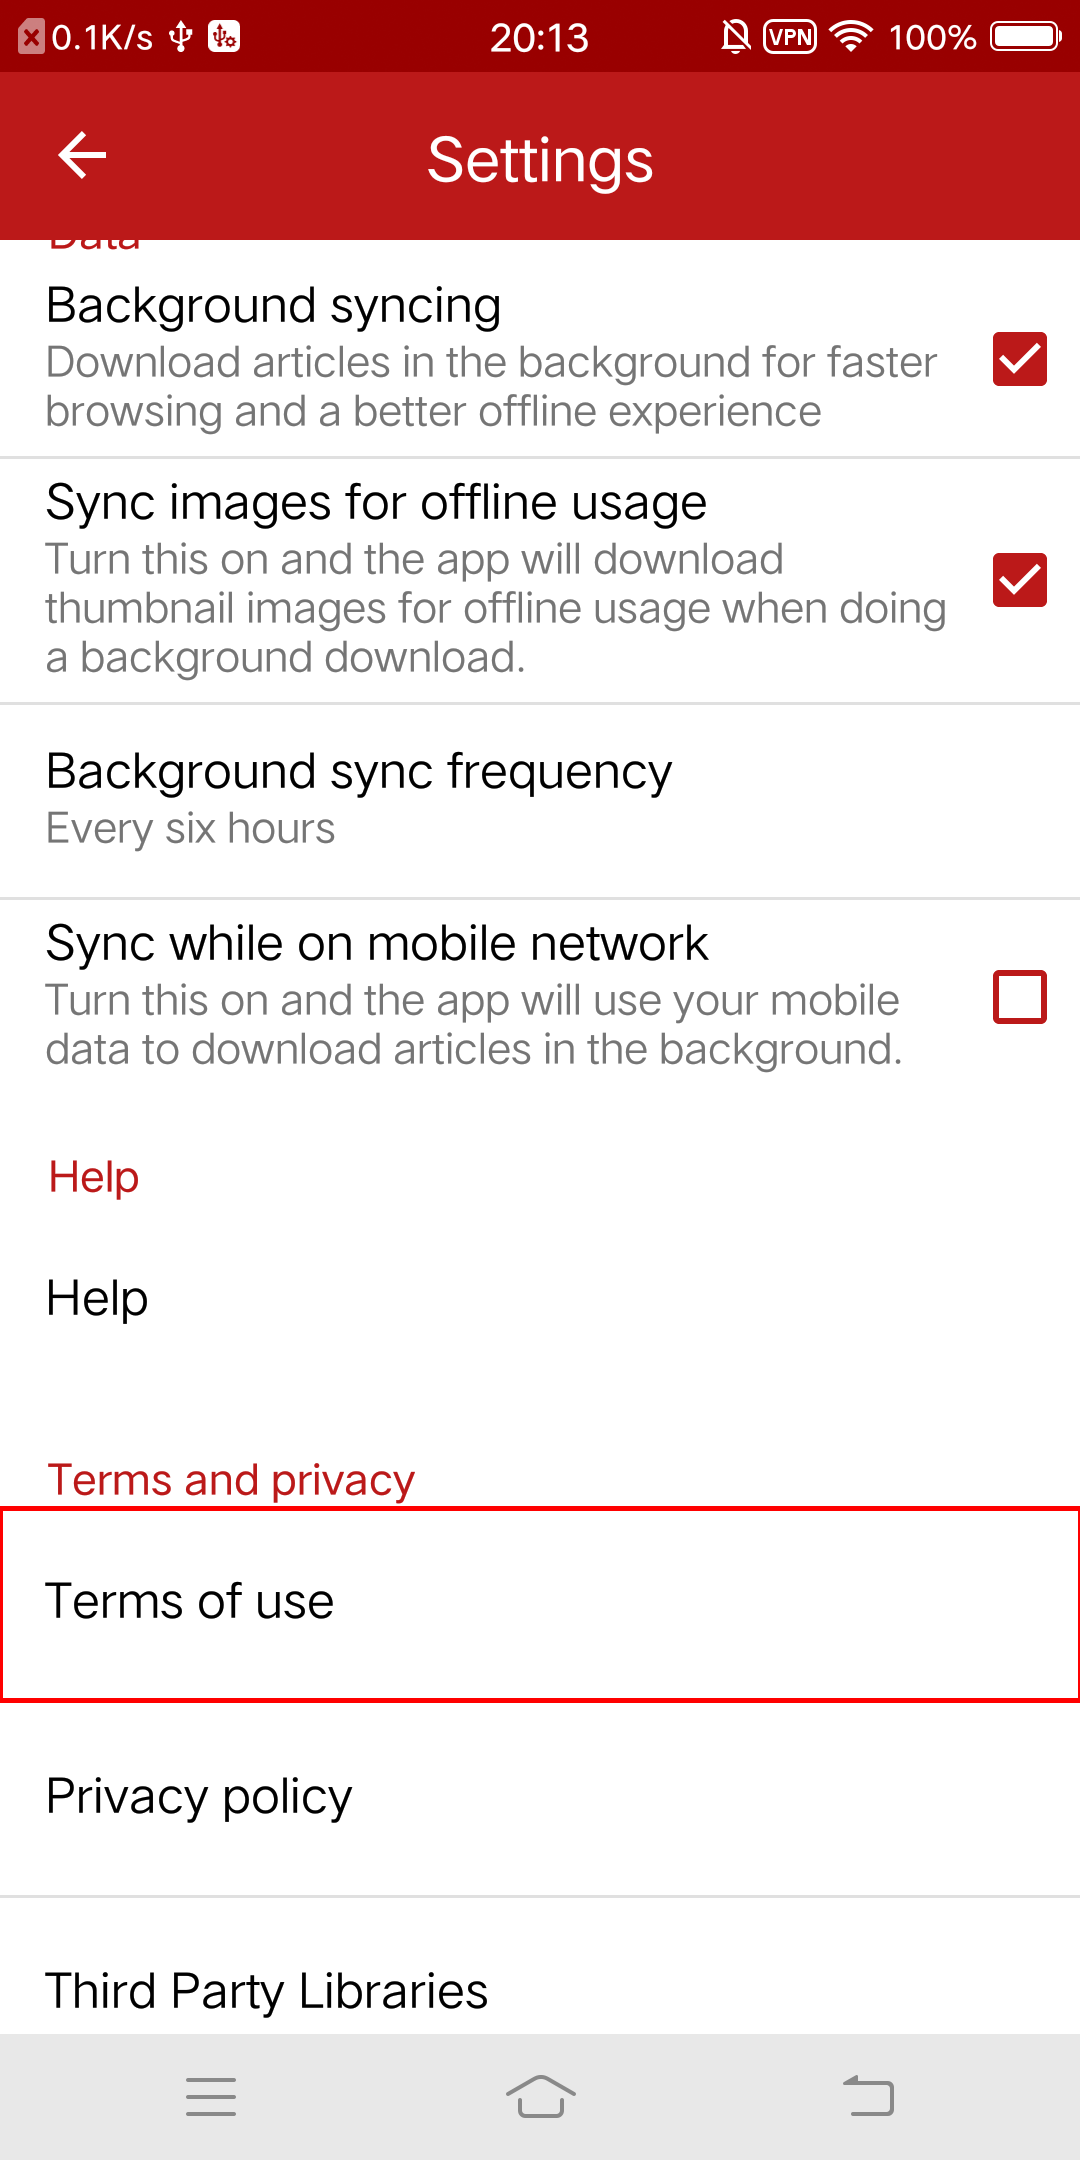 0.1K/s 20:13 VPN 100%
Settings
Data
Background syncing
Download articles in the background for faster
browsing and a better offline experience
Sync images for offline usage
Turn this on and the app will download
thumbnail images for offline usage when doing
a background download.
Background sync frequency
Every six hours
Sync while on mobile network
Turn this on and the app will use your mobile
data to download articles in the background.
Help
Help
Terms and privacy
Terms of use
Privacy policy
Third Party Libraries